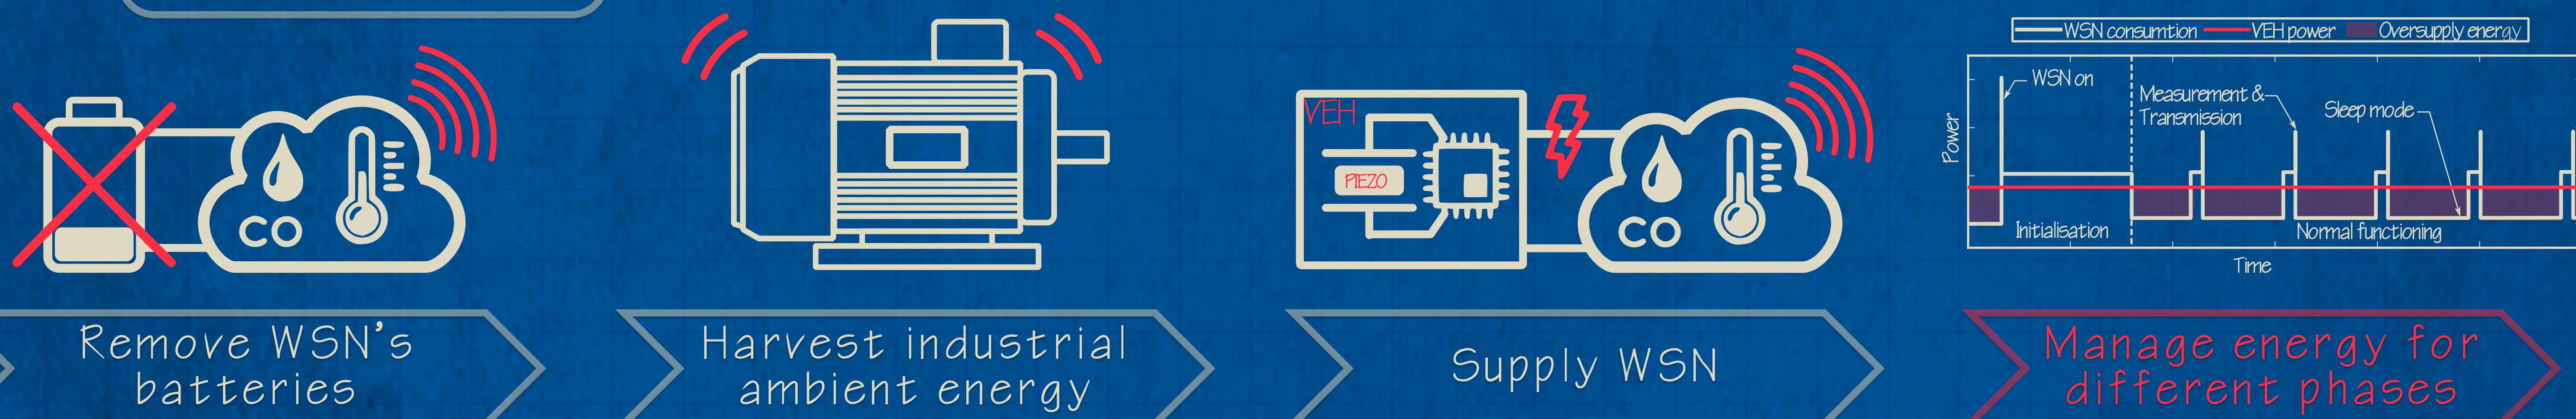 CO
Remove WSN's
batteries
Harvest industrial
ambient energy
VEH
PIEZO
CO
Supply WSN
WSN consumtion VEH power Oversupply energy
WSN on
Measurement &
Transmission
Sleep mode
Power
Initialisation
Normal functioning
Time
Manage energy for
different phases